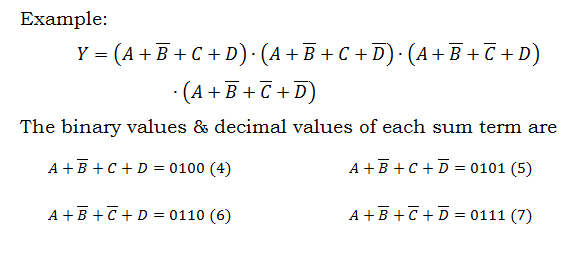 Example:
Y = (A + B̅ + C + D) · (A + B̅ + C + D̅) · (A + B̅ + C̅ + D)
· (A + B̅ + C̅ + D̅)
The binary values & decimal values of each sum term are
A + B̅ + C + D = 0100 (4) A + B̅ + C + D̅ = 0101 (5)
A + B̅ + C̅ + D = 0110 (6) A + B̅ + C̅ + D̅ = 0111 (7)